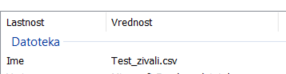 Lastnost Vrednost
Datoteka
Ime Test_zivali.csv